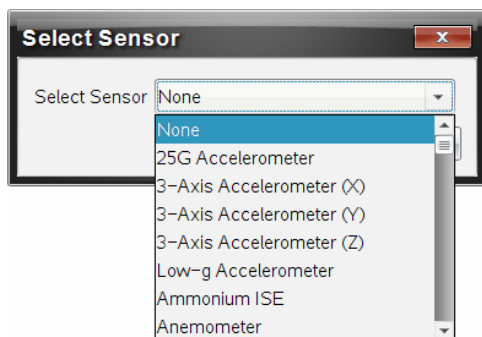 Select Sensor
Select Sensor None
None
25G Accelerometer
3-Axis Accelerometer (X)
3-Axis Accelerometer (Y)
3-Axis Accelerometer (Z)
Low-g Accelerometer
Ammonium ISE
Anemometer